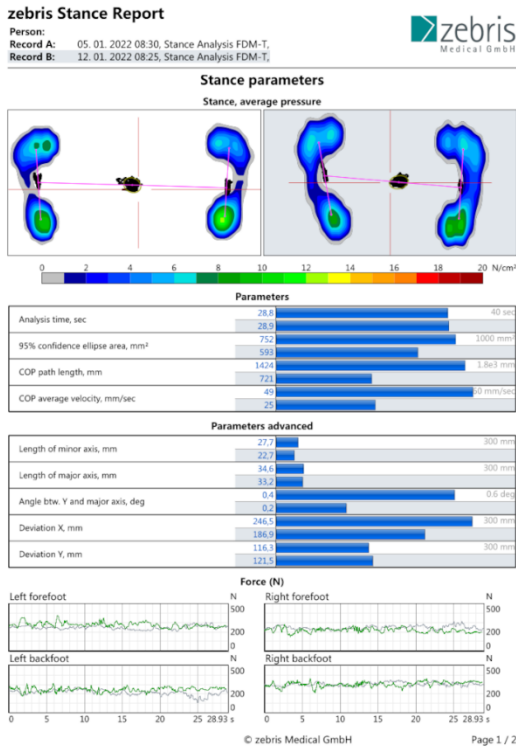 zebris Stance Report
zebris
Medical GmbH
Person:
Record A: 05. 01. 2022 08:30, Stance Analysis FDM-T,
Record B: 12. 01. 2022 08:25, Stance Analysis FDM-T,
Stance parameters
Stance, average pressure
0 2 4 6 8 10 12 14 16 18 20 N/cm²
Parameters
Analysis time, sec 28,8 40 sec
28,9
95% confidence ellipse area, mm² 752 1000 mm²
593
COP path length, mm 1424 1.8e3 mm
721
COP average velocity, mm/sec 49 mm/sec
25
Parameters advanced
Length of minor axis, mm 27,7 300 mm
22,7
Length of major axis, mm 34,6 300 mm
33,2
Angle btw. Y and major axis, deg 0,4 0.6 deg
0,2
Deviation X, mm 246,5 300 mm
186,9
Deviation Y, mm 116,3 300 mm
121,5
Force (N)
Left forefoot N Right forefoot N
500 500
200 200
0 0
Left backfoot N Right backfoot N
500 500
200 200
0 0
0 5 10 15 20 25 28.93 s 0 5 10 15 20 25 28.93 s
© zebris Medical GmbH Page 1 / 2